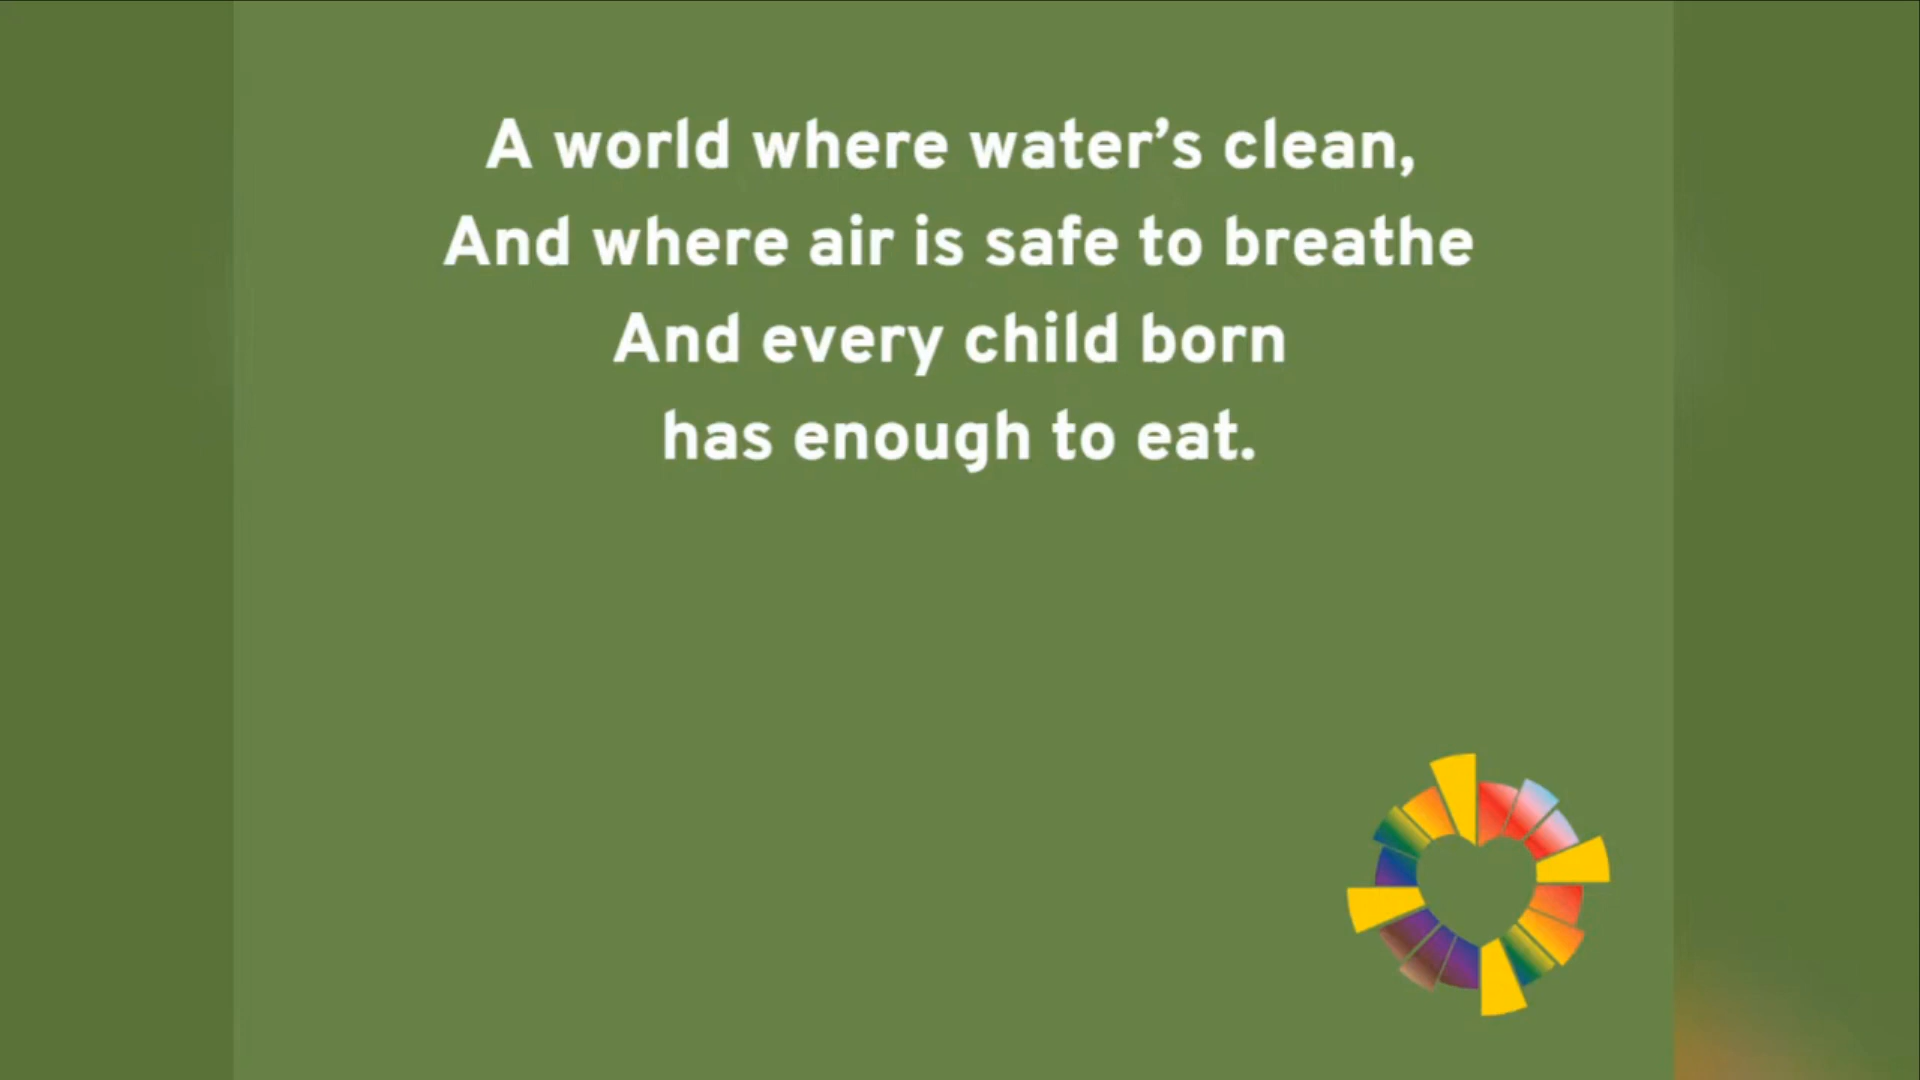 A world where water’s clean,
And where air is safe to breathe
And every child born
has enough to eat.